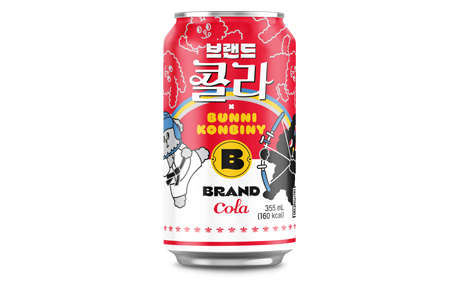 브랜드
콜라
×
BUNNI
KONBINY
B
BRAND
Cola
355 mL
(160 kcal)